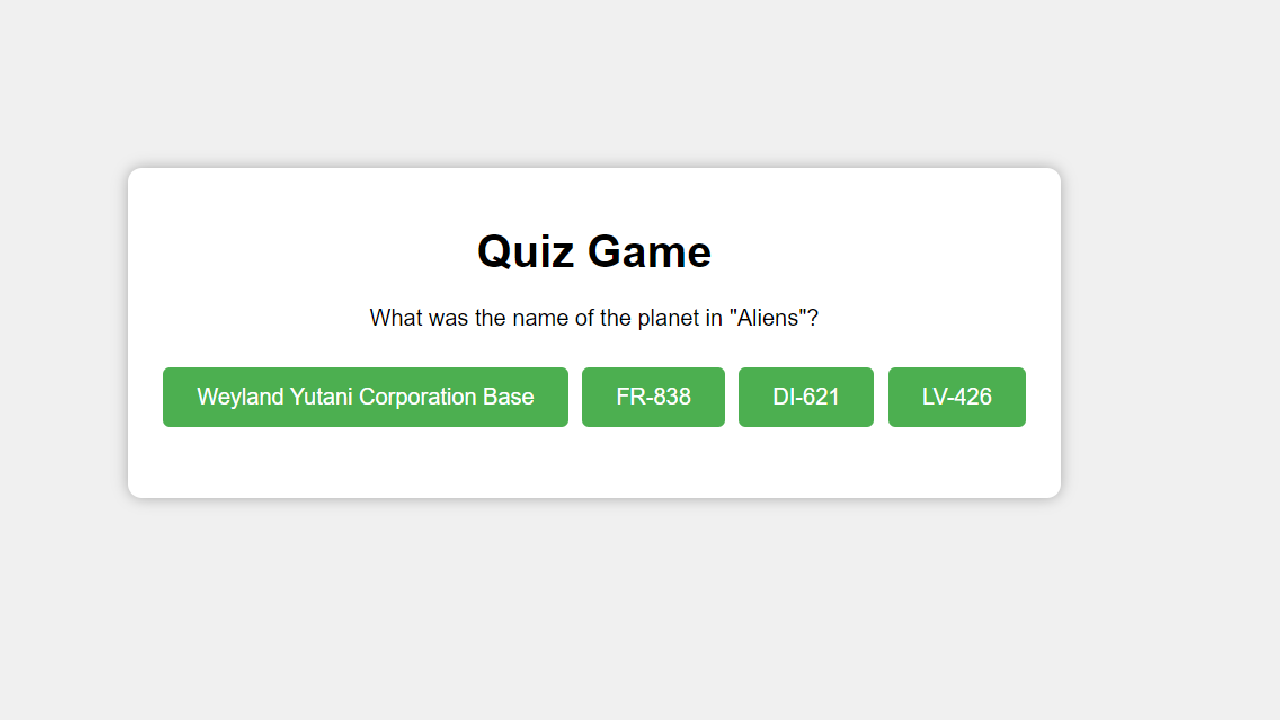 Quiz Game
What was the name of the planet in "Aliens"?
Weyland Yutani Corporation Base FR-838 DI-621 LV-426